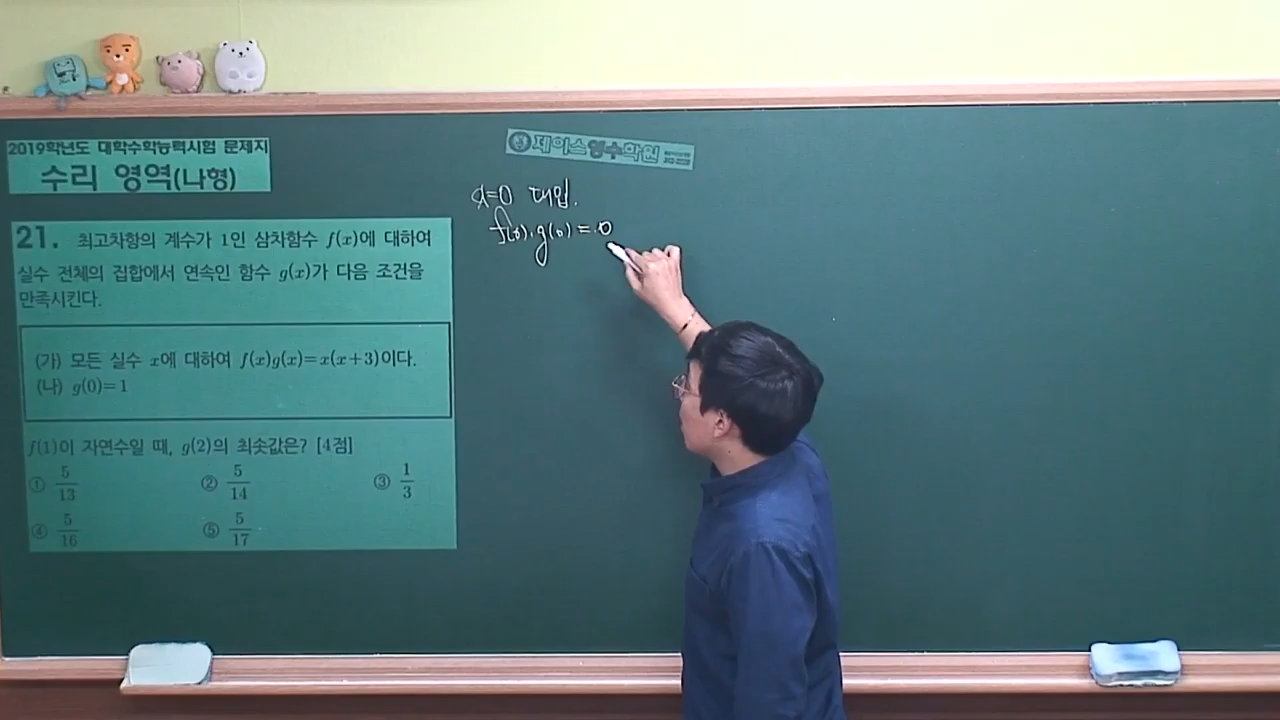 2019학년도 대학수학능력시험 문제지
수리 영역(나형)
제이스영수학원
21. 최고차항의 계수가 1인 삼차함수 f(x)에 대하여
실수 전체의 집합에서 연속인 함수 g(x)가 다음 조건을
만족시킨다.
(가) 모든 실수 x에 대하여 f(x)g(x)=x(x+3)이다.
(나) g(0)=1
f(1)이 자연수일 때, g(2)의 최솟값은? [4점]
① 5/13 ② 5/14 ③ 1/3
④ 5/16 ⑤ 5/17
x=0 대입.
f(0).g(0)=0